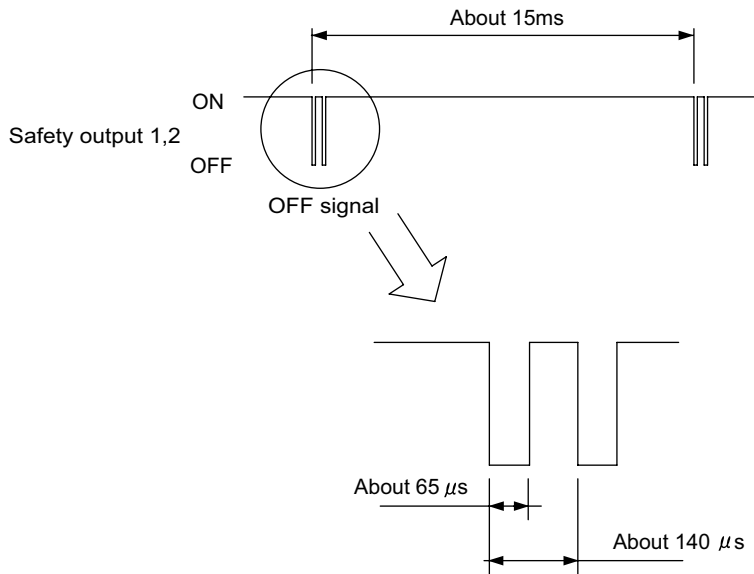 About 15ms
ON
Safety output 1,2
OFF
OFF signal
About 65 μs
About 140 μs